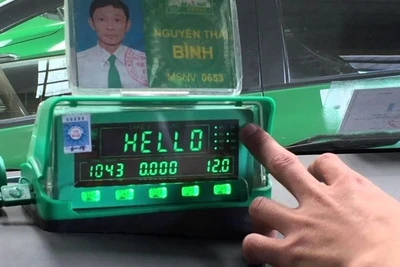 NGUYỄN THÁI
BÌNH
MSNV 0653
HELLO
1043 0.000 12.0